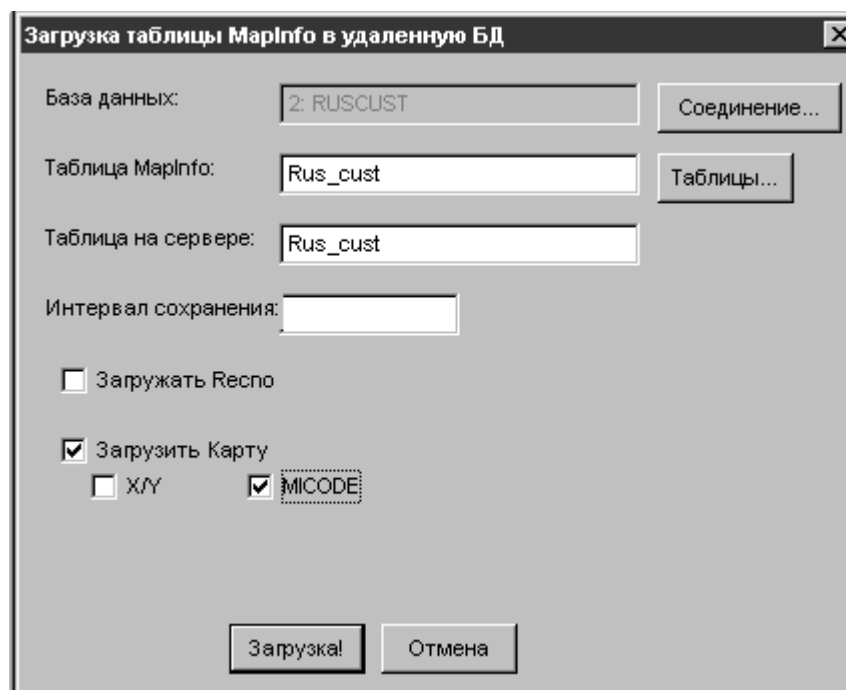 Загрузка таблицы MapInfo в удаленную БД
База данных: 2: RUSCUST Соединение...
Таблица MapInfo: Rus_cust Таблицы...
Таблица на сервере: Rus_cust
Интервал сохранения:
Загружать Recno
Загрузить Карту
X/Y MICODE
Загрузка! Отмена